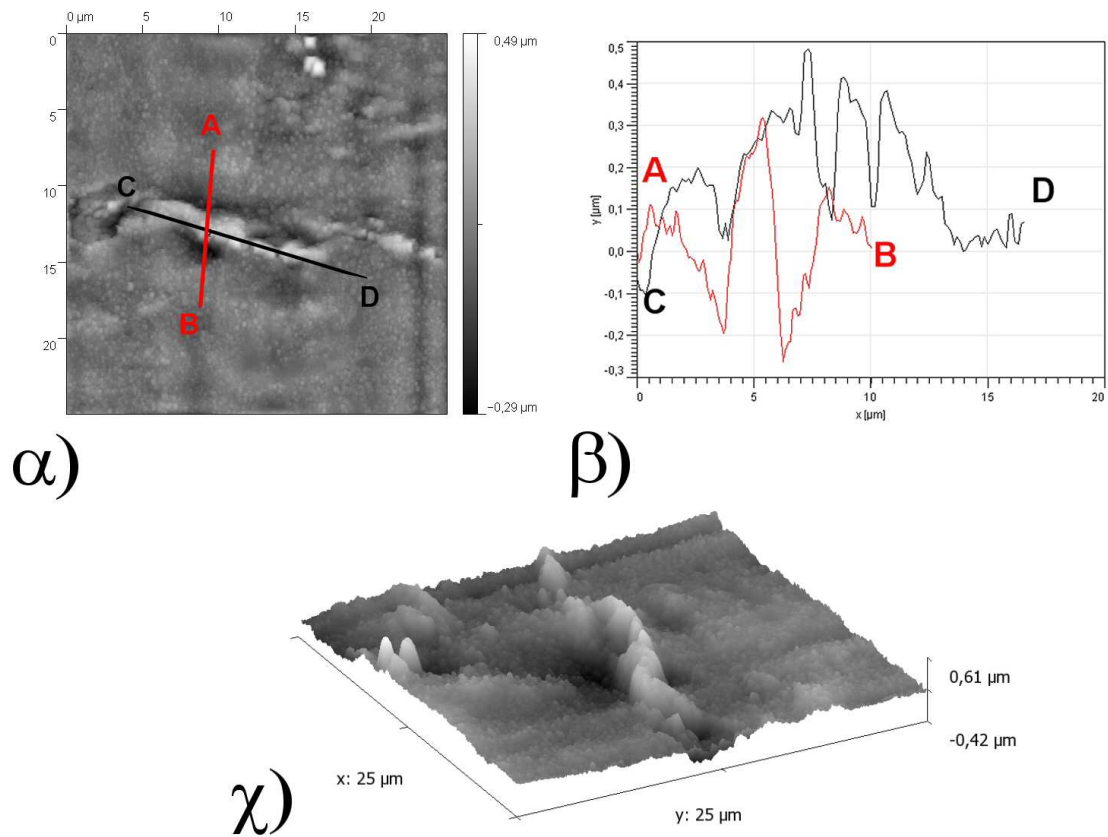 0 µm 5 10 15 20
0
5
10
15
20
A
B
C
D
0,49 µm
−0,29 µm
α)
0,5
0,4
0,3
0,2
0,1
0,0
-0,1
-0,2
-0,3
y [µm]
A
B
C
D
0 5 10 15 20
x [µm]
β)
0,61 µm
-0,42 µm
x: 25 µm
y: 25 µm
χ)